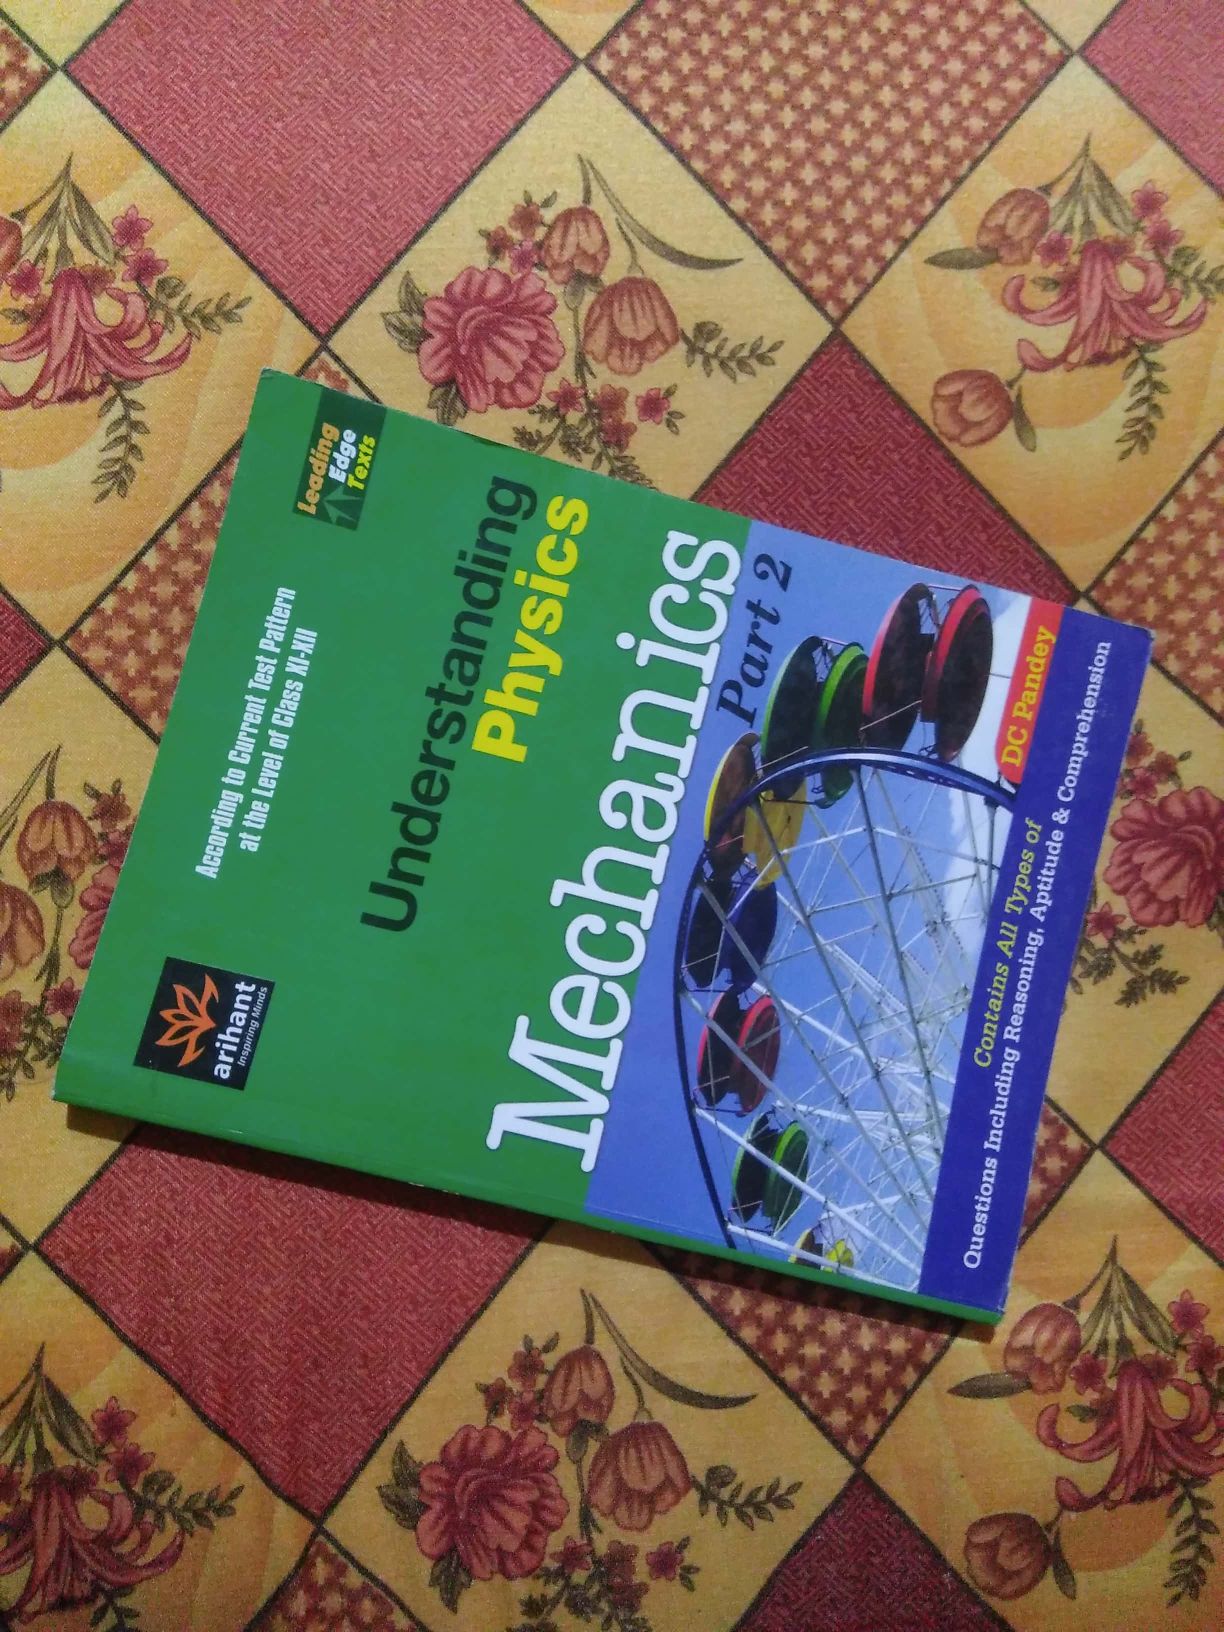 arihant
Inspiring Minds
According to Current Test Pattern
at the Level of Class XI-XII
Leading
Edge
Texts
Understanding
Physics
Mechanics
Part 2
DC Pandey
Contains All Types of
Questions Including Reasoning, Aptitude & Comprehension